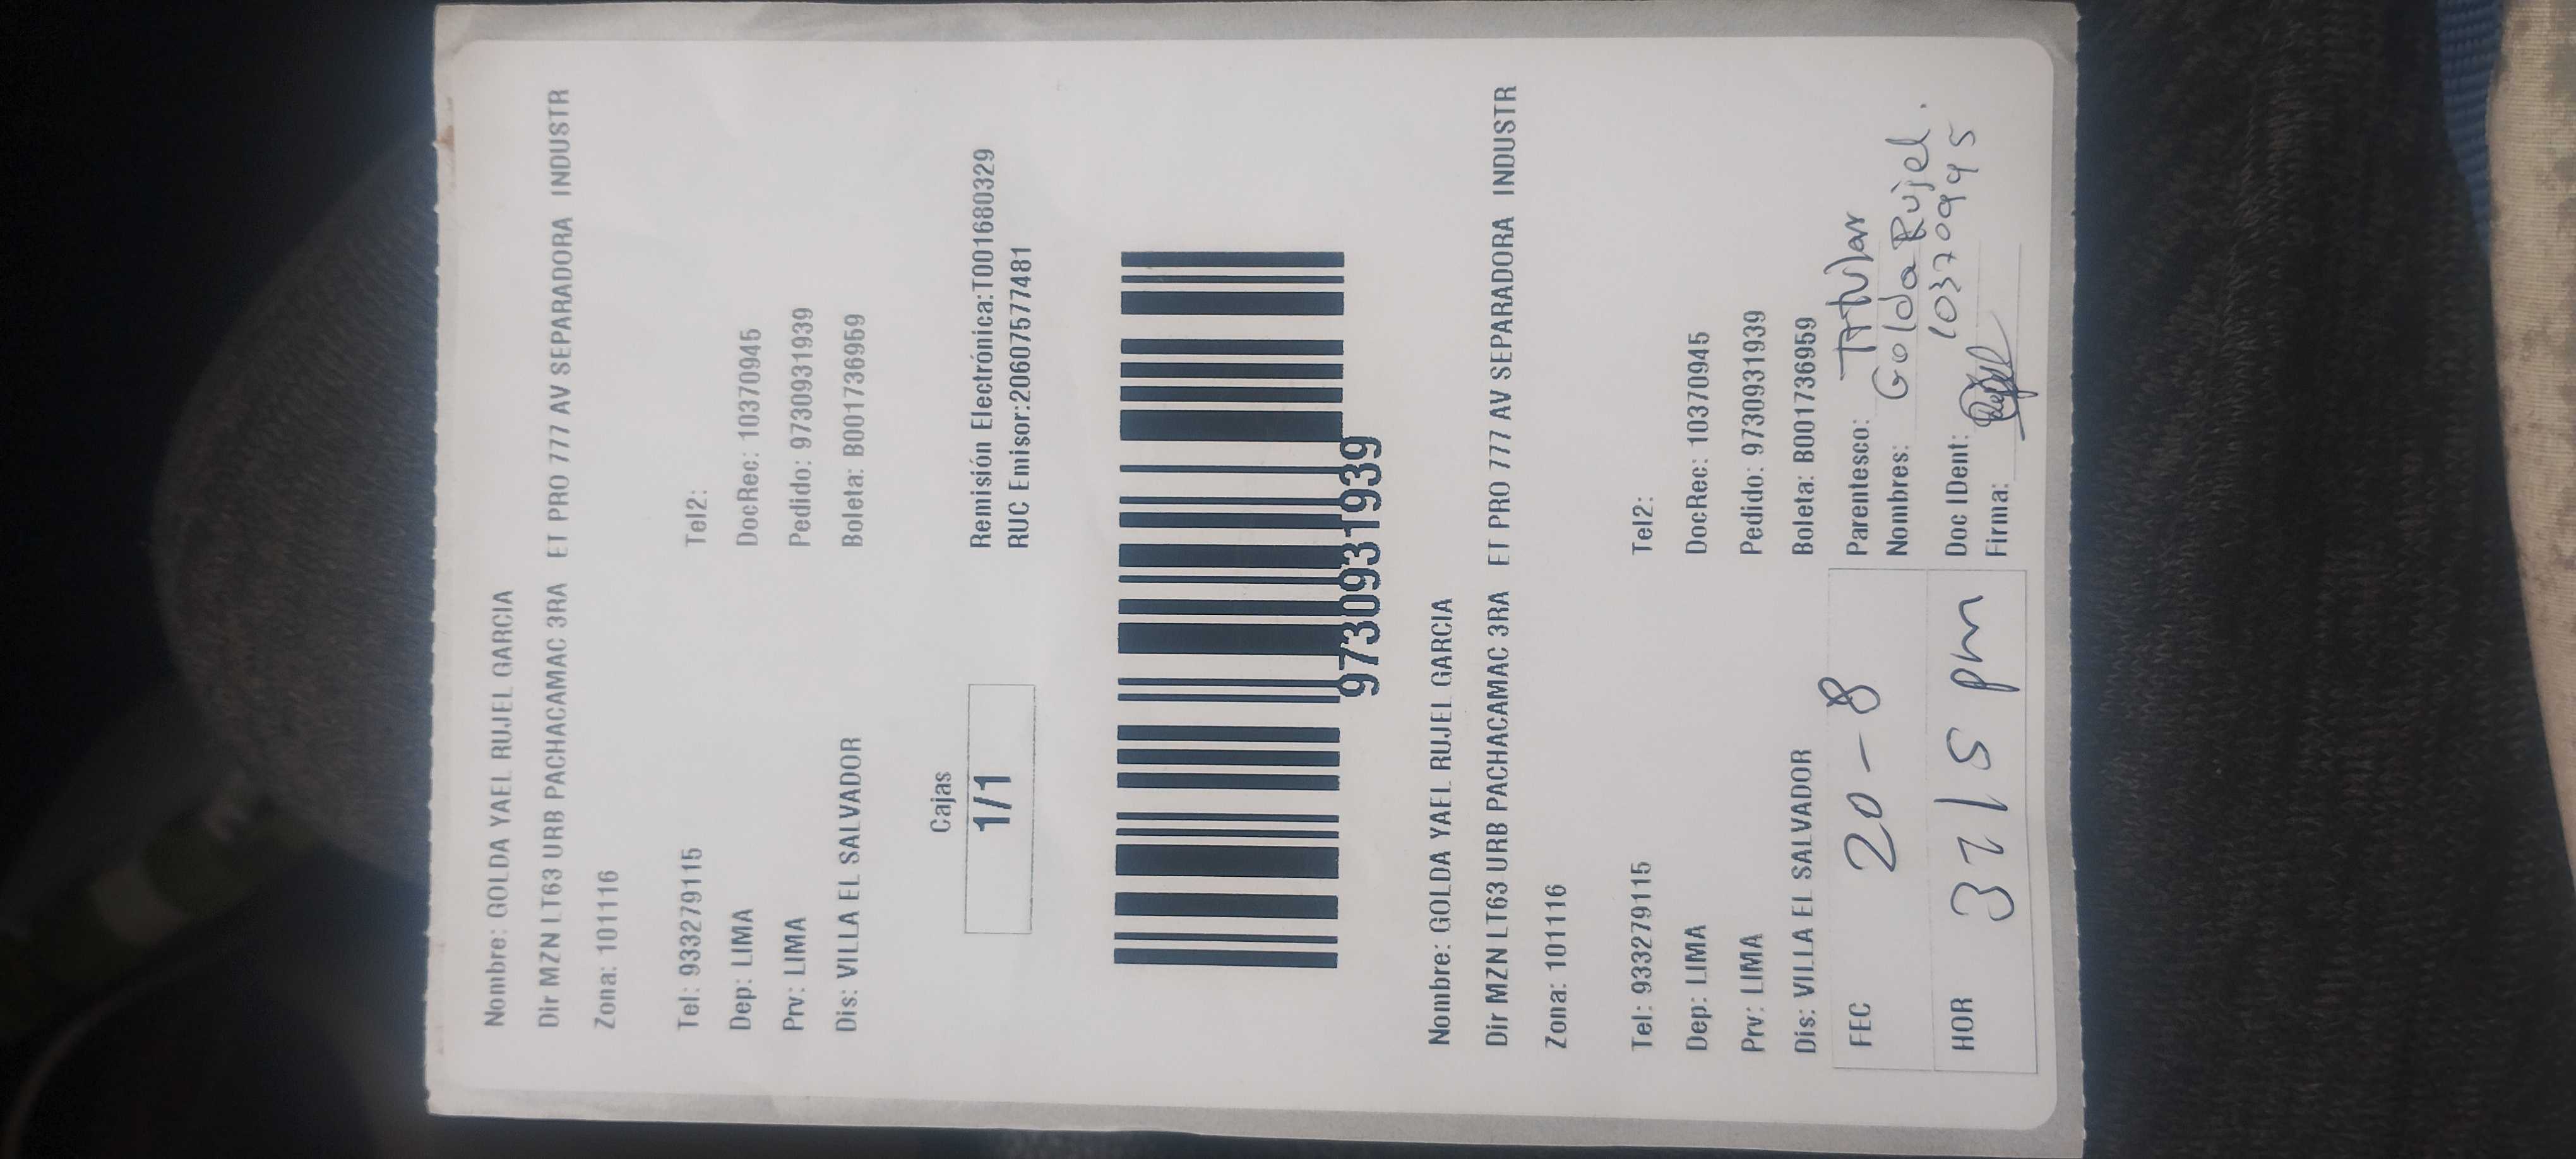 Nombre: GOLDA YAEL RUJEL GARCIA
Dir MZN LT63 URB PACHACAMAC 3RA ET PRO 777 AV SEPARADORA INDUSTR
Zona: 101116
Tel: 933279115 Tel2:
Dep: LIMA DocRec: 10370945
Prv: LIMA Pedido: 9730931939
Dis: VILLA EL SALVADOR Boleta: B001736959
Cajas
1/1
Remisión Electrónica:T001680329
RUC Emisor:20607577481
9730931939
Nombre: GOLDA YAEL RUJEL GARCIA
Dir MZN LT63 URB PACHACAMAC 3RA ET PRO 777 AV SEPARADORA INDUSTR
Zona: 101116
Tel: 933279115 Tel2:
Dep: LIMA DocRec: 10370945
Prv: LIMA Pedido: 9730931939
Dis: VILLA EL SALVADOR Boleta: B001736959
FEC 20-8 Parentesco: Titular
Nombres: Golda Rujel.
HOR 3 21 5 pm Doc IDent: 10370945
Firma: